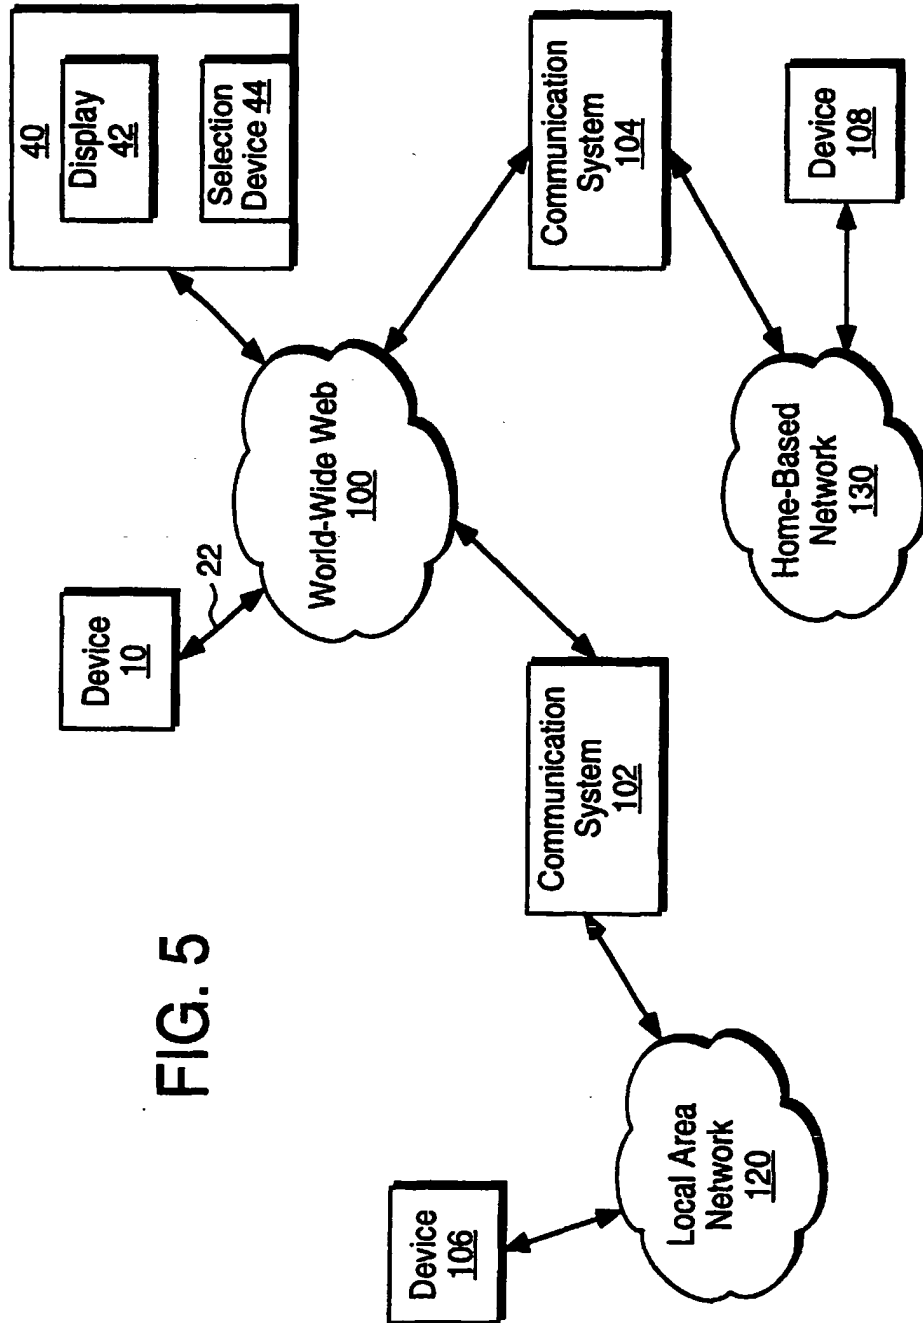 FIG. 5
Device
106
Local Area
Network
120
Communication
System
102
Device
10
22
World-Wide Web
100
40
Display
42
Selection
Device 44
Communication
System
104
Home-Based
Network
130
Device
108